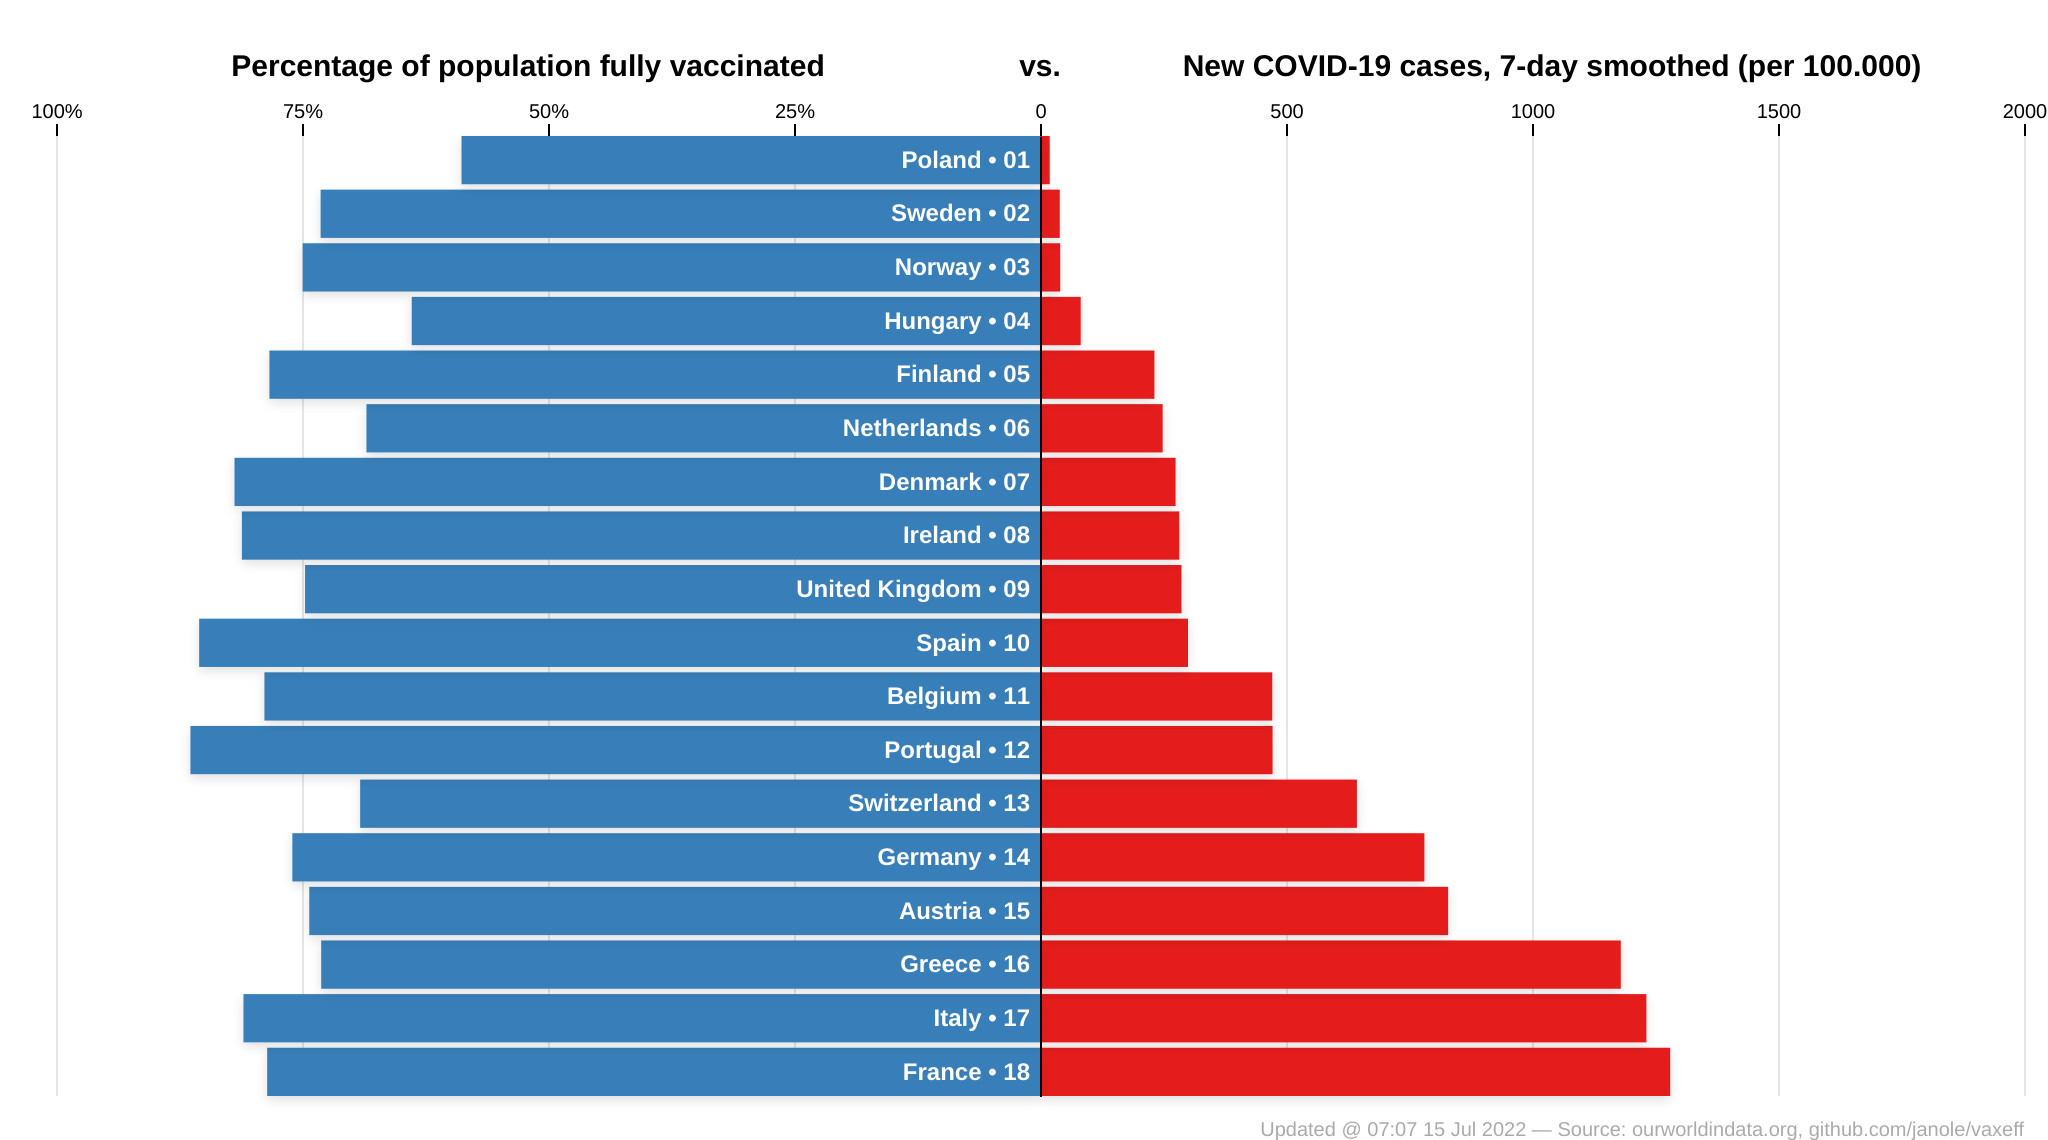 Percentage of population fully vaccinated vs. New COVID-19 cases, 7-day smoothed (per 100.000)
100% 75% 50% 25% 0 500 1000 1500 2000
Poland • 01
Sweden • 02
Norway • 03
Hungary • 04
Finland • 05
Netherlands • 06
Denmark • 07
Ireland • 08
United Kingdom • 09
Spain • 10
Belgium • 11
Portugal • 12
Switzerland • 13
Germany • 14
Austria • 15
Greece • 16
Italy • 17
France • 18
Updated @ 07:07 15 Jul 2022 — Source: ourworldindata.org, github.com/janole/vaxeff